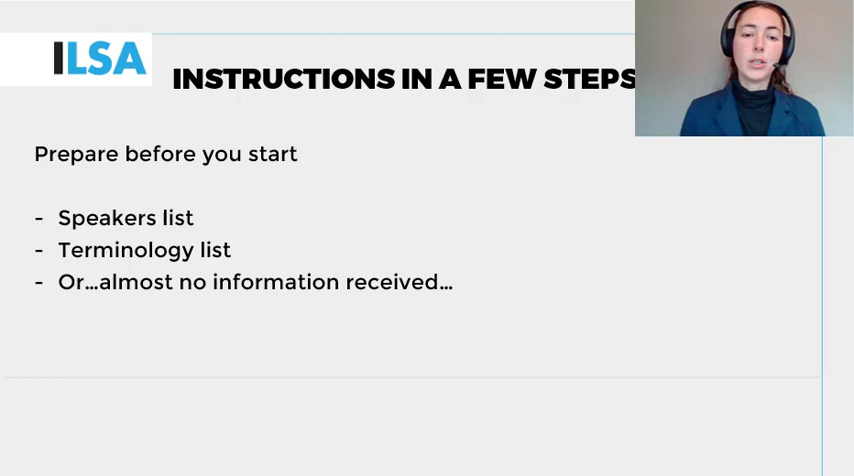 ILSA
INSTRUCTIONS IN A FEW STEPS
Prepare before you start
- Speakers list
- Terminology list
- Or...almost no information received...